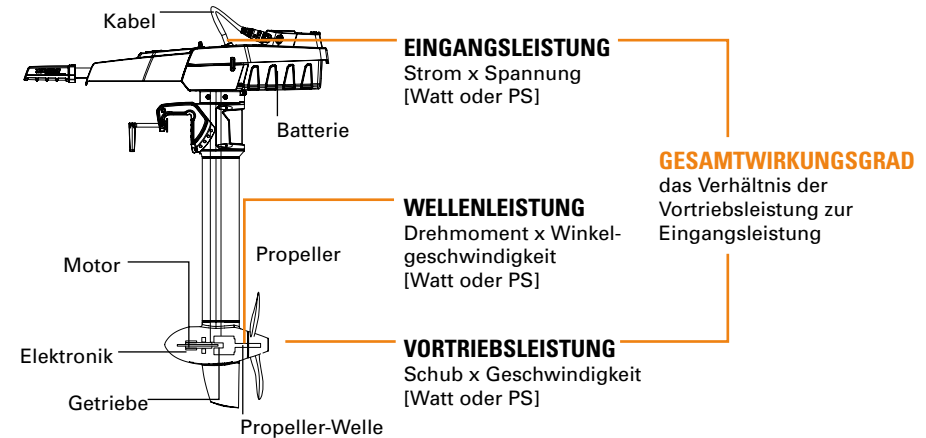 Kabel
EINGANGSLEISTUNG
Strom x Spannung
[Watt oder PS]
Batterie
GESAMTWIRKUNGSGRAD
das Verhältnis der
Vortriebsleistung zur
Eingangsleistung
WELLENLEISTUNG
Drehmoment x Winkel-
geschwindigkeit
[Watt oder PS]
Propeller
Motor
VORTRIEBSLEISTUNG
Schub x Geschwindigkeit
[Watt oder PS]
Elektronik
Getriebe
Propeller-Welle